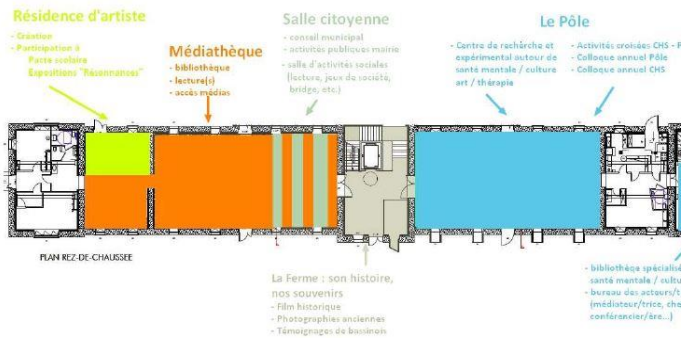 Résidence d'artiste
- Création
- Participation à
Pacte scolaire
Expositions "Résonnances"
Médiathèque
- bibliothèque
- lecture(s)
- accès médias
Salle citoyenne
- conseil municipal
- activités publiques mairie
- salle d'activités sociales
(lecture, jeux de société,
bridge, etc.)
Le Pôle
- Centre de recherche et
expérimental autour de
santé mentale / culture
art / thérapie
- Activités croisées CHS - P
- Colloque annuel Pôle
- Colloque annuel CHS
PLAN REZ-DE-CHAUSSEE
La Ferme : son histoire,
nos souvenirs
- Film historique
- Photographies anciennes
- Témoignages de bassinois
- bibliothèq spécialisé
santé mentale / cultu
- bureau des acteurs/t
(médiateur/trice, che
conférencier/ère...)